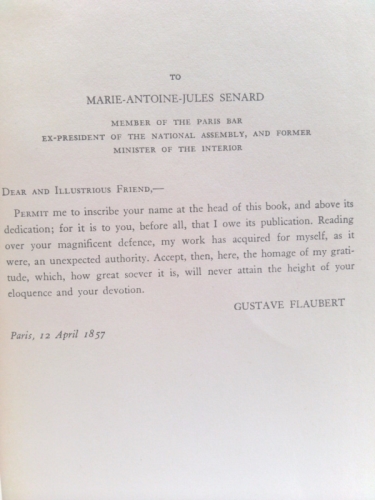 TO
MARIE-ANTOINE-JULES SENARD
MEMBER OF THE PARIS BAR
EX-PRESIDENT OF THE NATIONAL ASSEMBLY, AND FORMER
MINISTER OF THE INTERIOR
DEAR AND ILLUSTRIOUS FRIEND,—
PERMIT me to inscribe your name at the head of this book, and above its
dedication; for it is to you, before all, that I owe its publication. Reading
over your magnificent defence, my work has acquired for myself, as it
were, an unexpected authority. Accept, then, here, the homage of my grati-
tude, which, how great soever it is, will never attain the height of your
eloquence and your devotion.
GUSTAVE FLAUBERT
Paris, 12 April 1857